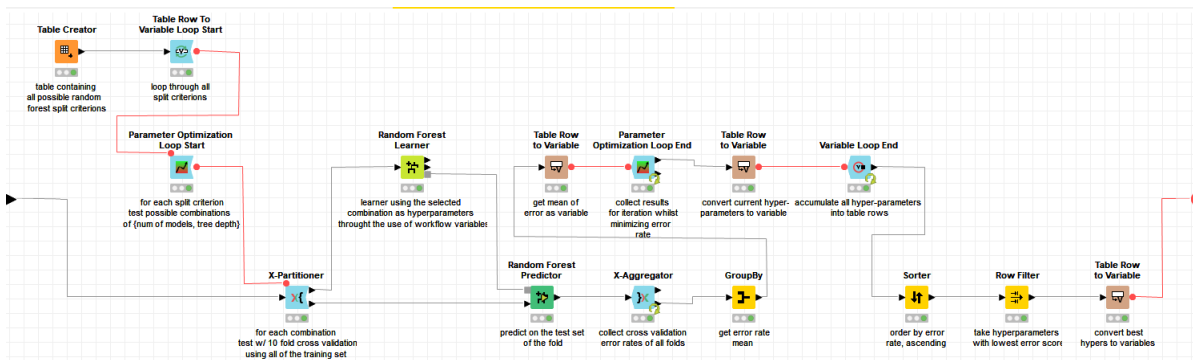 Table Creator
table containing
all possible random
forest split criterions
Table Row To
Variable Loop Start
loop through all
split criterions
Parameter Optimization
Loop Start
for each split criterion
test possible combinations
of {num of models, tree depth}
Random Forest
Learner
learner using the selected
combination as hyperparameters
throught the use of workflow variables
Table Row
to Variable
get mean of
error as variable
Parameter
Optimization Loop End
collect results
for iteration whilst
minimizing error
rate
Table Row
to Variable
convert current hyper-
parameters to variable
Variable Loop End
accumulate all hyper-parameters
into table rows
X-Partitioner
for each combination
test w/ 10 fold cross validation
using all of the training set
Random Forest
Predictor
predict on the test set
of the fold
X-Aggregator
collect cross validation
error rates of all folds
GroupBy
get error rate
mean
Sorter
order by error
rate, ascending
Row Filter
take hyperparameters
with lowest error score
Table Row
to Variable
convert best
hypers to variables